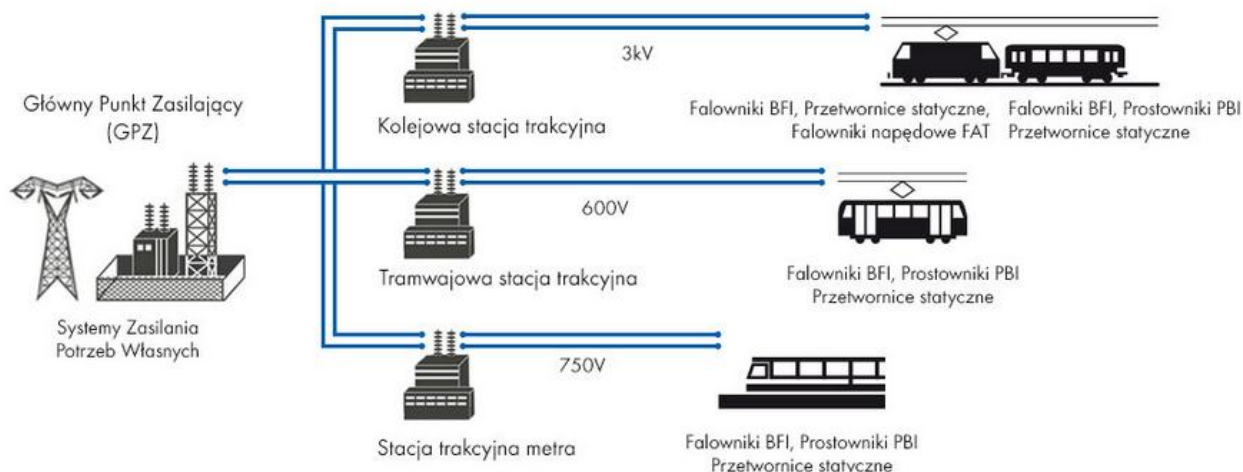 Główny Punkt Zasilający
(GPZ)
Systemy Zasilania
Potrzeb Własnych
Kolejowa stacja trakcyjna
3kV
Falowniki BFI, Przetwornice statyczne,
Falowniki napędowe FAT
Falowniki BFI, Prostowniki PBI
Przetwornice statyczne
Tramwajowa stacja trakcyjna
600V
Falowniki BFI, Prostowniki PBI
Przetwornice statyczne
Stacja trakcyjna metra
750V
Falowniki BFI, Prostowniki PBI
Przetwornice statyczne